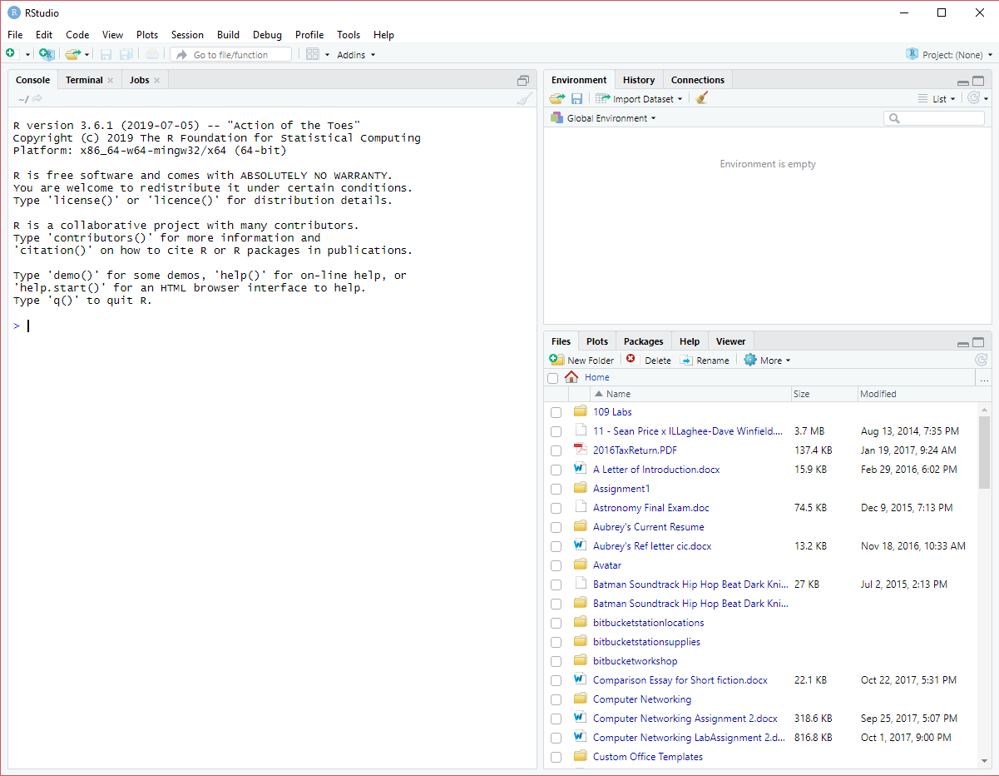 RStudio
File Edit Code View Plots Session Build Debug Profile Tools Help
Go to file/function Addins Project: (None)
Console Terminal Jobs
~/
R version 3.6.1 (2019-07-05) -- "Action of the Toes"
Copyright (C) 2019 The R Foundation for Statistical Computing
Platform: x86_64-w64-mingw32/x64 (64-bit)
R is free software and comes with ABSOLUTELY NO WARRANTY.
You are welcome to redistribute it under certain conditions.
Type 'license()' or 'licence()' for distribution details.
R is a collaborative project with many contributors.
Type 'contributors()' for more information and
'citation()' on how to cite R or R packages in publications.
Type 'demo()' for some demos, 'help()' for on-line help, or
'help.start()' for an HTML browser interface to help.
Type 'q()' to quit R.
>
Environment History Connections
Import Dataset List
Global Environment
Environment is empty
Files Plots Packages Help Viewer
New Folder Delete Rename More
Home ...
Name Size Modified
109 Labs
11 - Sean Price x ILLaghee-Dave Winfield.... 3.7 MB Aug 13, 2014, 7:35 PM
2016TaxReturn.PDF 137.4 KB Jan 19, 2017, 9:24 AM
A Letter of Introduction.docx 15.9 KB Feb 29, 2016, 6:02 PM
Assignment1
Astronomy Final Exam.doc 74.5 KB Dec 9, 2015, 7:13 PM
Aubrey's Current Resume
Aubrey's Ref letter cic.docx 13.2 KB Nov 18, 2016, 10:33 AM
Avatar
Batman Soundtrack Hip Hop Beat Dark Kni... 27 KB Jul 2, 2015, 2:13 PM
Batman Soundtrack Hip Hop Beat Dark Kni...
bitbucketstationlocations
bitbucketstationsupplies
bitbucketworkshop
Comparison Essay for Short fiction.docx 22.1 KB Oct 22, 2017, 5:31 PM
Computer Networking
Computer Networking Assignment 2.docx 318.6 KB Sep 25, 2017, 5:07 PM
Computer Networking LabAssignment 2.d... 816.8 KB Oct 1, 2017, 9:00 PM
Custom Office Templates